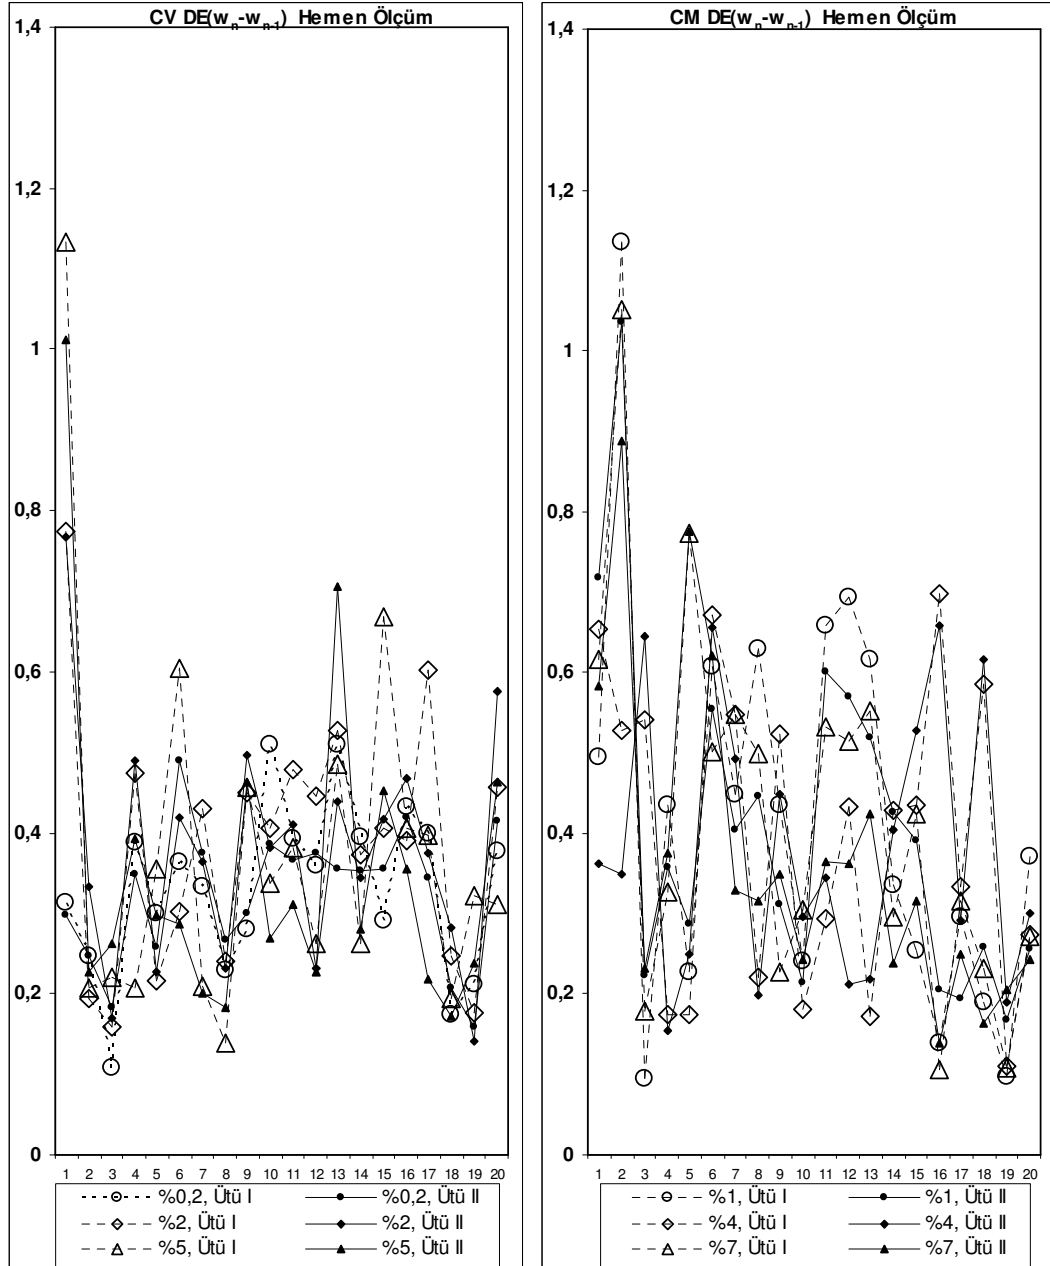 CV DE(wn-wn-1) Hemen Ölçüm
1,4
1,2
1
0,8
0,6
0,4
0,2
0
1 2 3 4 5 6 7 8 9 10 11 12 13 14 15 16 17 18 19 20
%0,2, Ütü I
%0,2, Ütü II
%2, Ütü I
%2, Ütü II
%5, Ütü I
%5, Ütü II
CM DE(wn-wn-1) Hemen Ölçüm
1,4
1,2
1
0,8
0,6
0,4
0,2
0
1 2 3 4 5 6 7 8 9 10 11 12 13 14 15 16 17 18 19 20
%1, Ütü I
%1, Ütü II
%4, Ütü I
%4, Ütü II
%7, Ütü I
%7, Ütü II